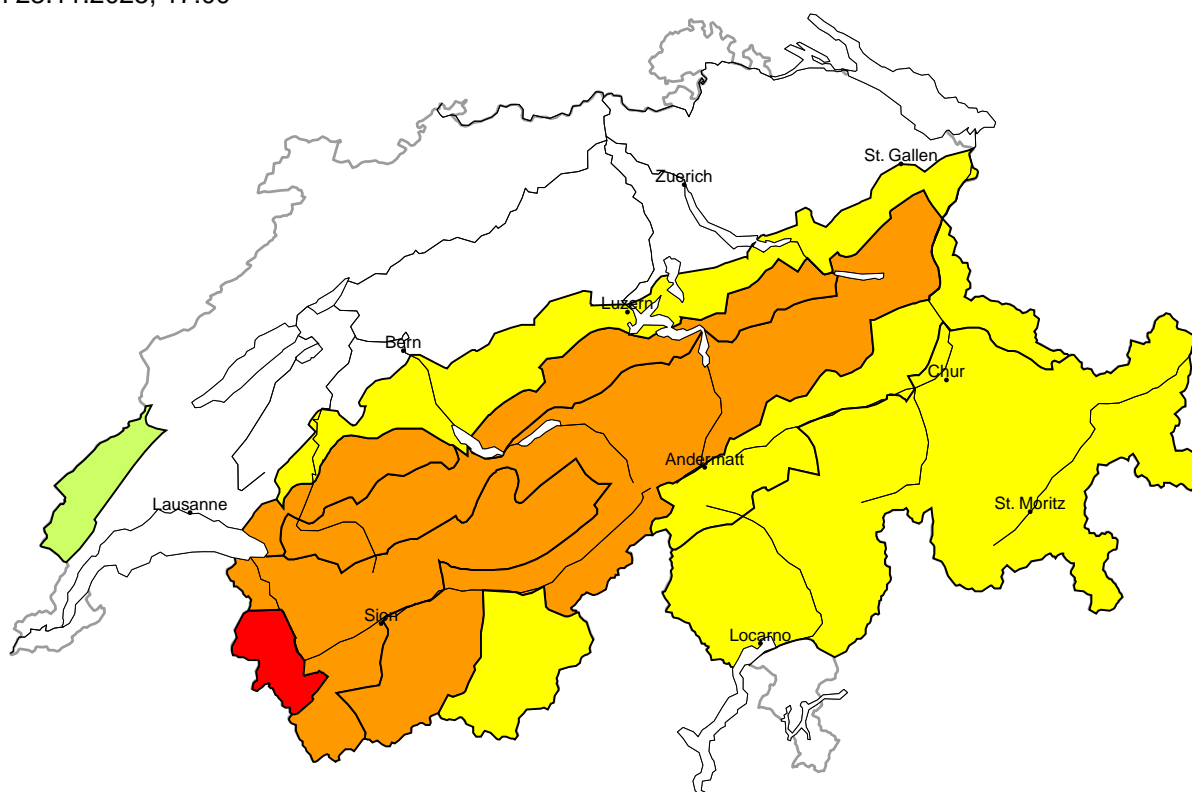 St. Gallen
Zuerich
Luzern
Bern
Chur
Andermatt
Lausanne
St. Moritz
Sion
Locarno